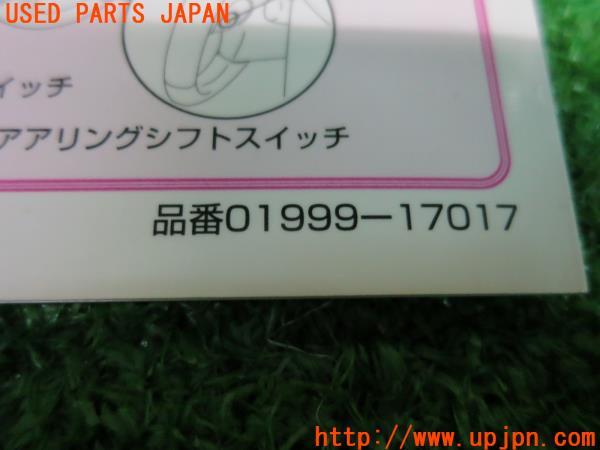 USED PARTS JAPAN
イッチ
アアリングシフトスイッチ
品番01999-17017
http://www.upjpn.com